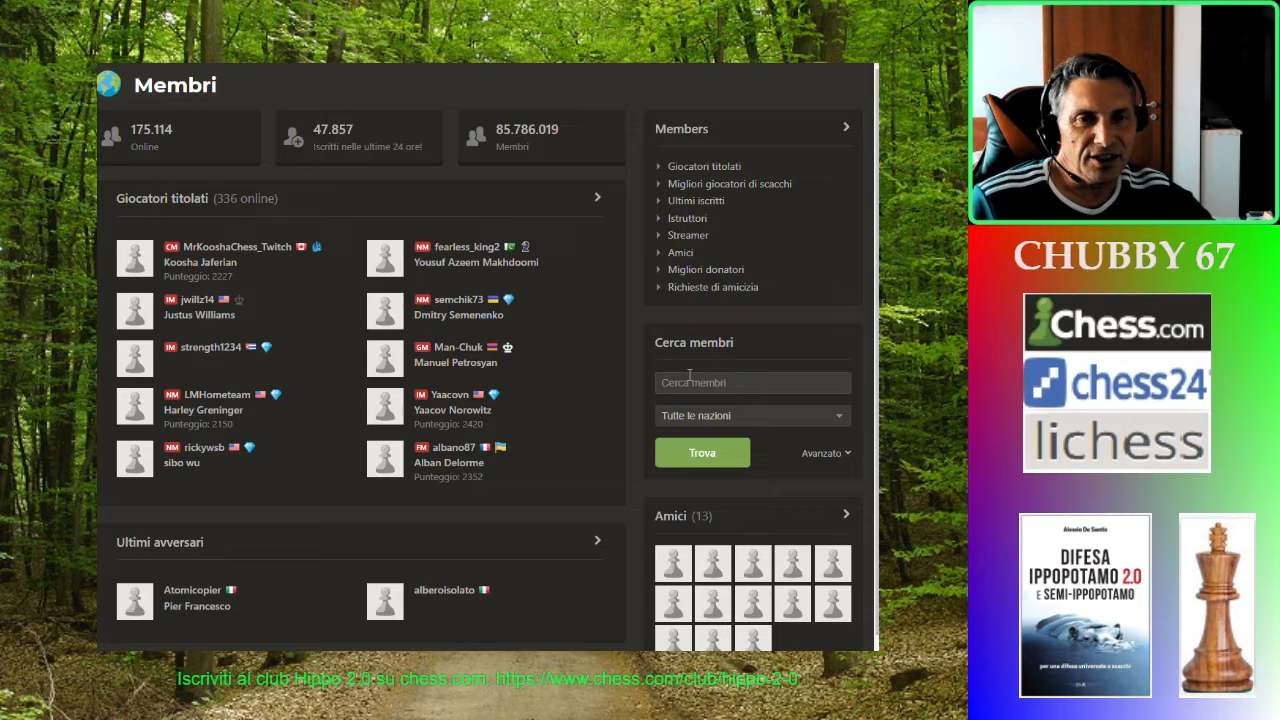 Membri
175.114
Online
47.857
Iscritti nelle ultime 24 ore!
85.786.019
Membri
Giocatori titolati (336 online)
CM MrKooshaChess_Twitch
Koosha Jaferian
Punteggio: 2227
NM fearless_king2
Yousuf Azeem Makhdoomi
IM jwillz14
Justus Williams
NM semchik73
Dmitry Semenenko
IM strength1234
GM Man-Chuk
Manuel Petrosyan
NM LMHometeam
Harley Greninger
Punteggio: 2150
IM Yaacovn
Yaacov Norowitz
Punteggio: 2420
NM rickywsb
sibo wu
FM albano87
Alban Delorme
Punteggio: 2352
Ultimi avversari
Atomicopier
Pier Francesco
alberoisolato
Members
Giocatori titolati
Migliori giocatori di scacchi
Ultimi iscritti
Istruttori
Streamer
Amici
Migliori donatori
Richieste di amicizia
Cerca membri
Cerca membri
Tutte le nazioni
Trova
Avanzato
Amici (13)
Iscriviti al club Hippo 2.0 su chess.com: https://www.chess.com/club/hippo-2-0
CHUBBY 67
Chess.com
chess24
lichess
Alessio De Santis
DIFESA
IPPOPOTAMO 2.0
E SEMI-IPPOPOTAMO
per una difesa universale a scacchi